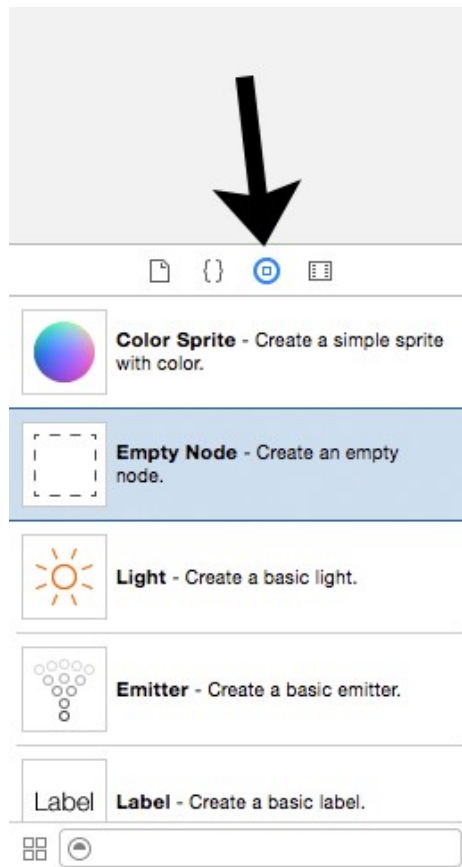 { }
Color Sprite - Create a simple sprite
with color.
Empty Node - Create an empty
node.
Light - Create a basic light.
Emitter - Create a basic emitter.
Label
Label - Create a basic label.